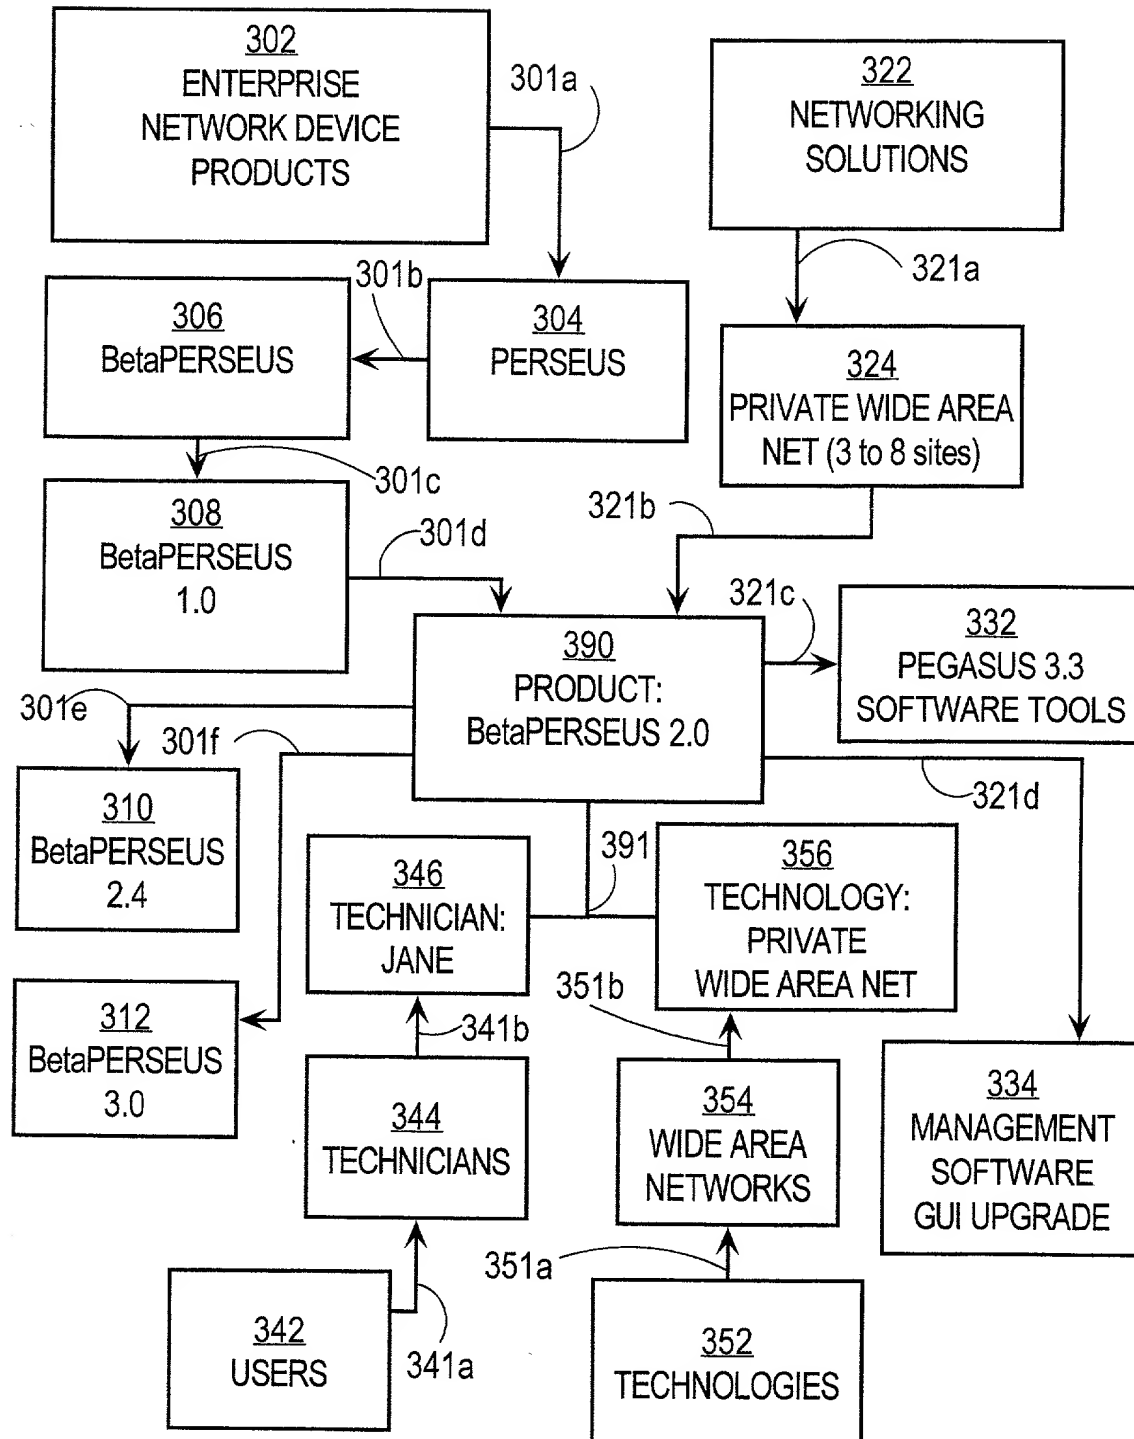 302
ENTERPRISE
NETWORK DEVICE
PRODUCTS
301a
322
NETWORKING
SOLUTIONS
321a
301b
306
BetaPERSEUS
304
PERSEUS
324
PRIVATE WIDE AREA
NET (3 to 8 sites)
301c
308
BetaPERSEUS
1.0
301d
321b
321c
390
PRODUCT:
BetaPERSEUS 2.0
332
PEGASUS 3.3
SOFTWARE TOOLS
301e
301f
321d
310
BetaPERSEUS
2.4
391
346
TECHNICIAN:
JANE
356
TECHNOLOGY:
PRIVATE
WIDE AREA NET
312
BetaPERSEUS
3.0
341b
351b
344
TECHNICIANS
354
WIDE AREA
NETWORKS
334
MANAGEMENT
SOFTWARE
GUI UPGRADE
351a
342
USERS
341a
352
TECHNOLOGIES